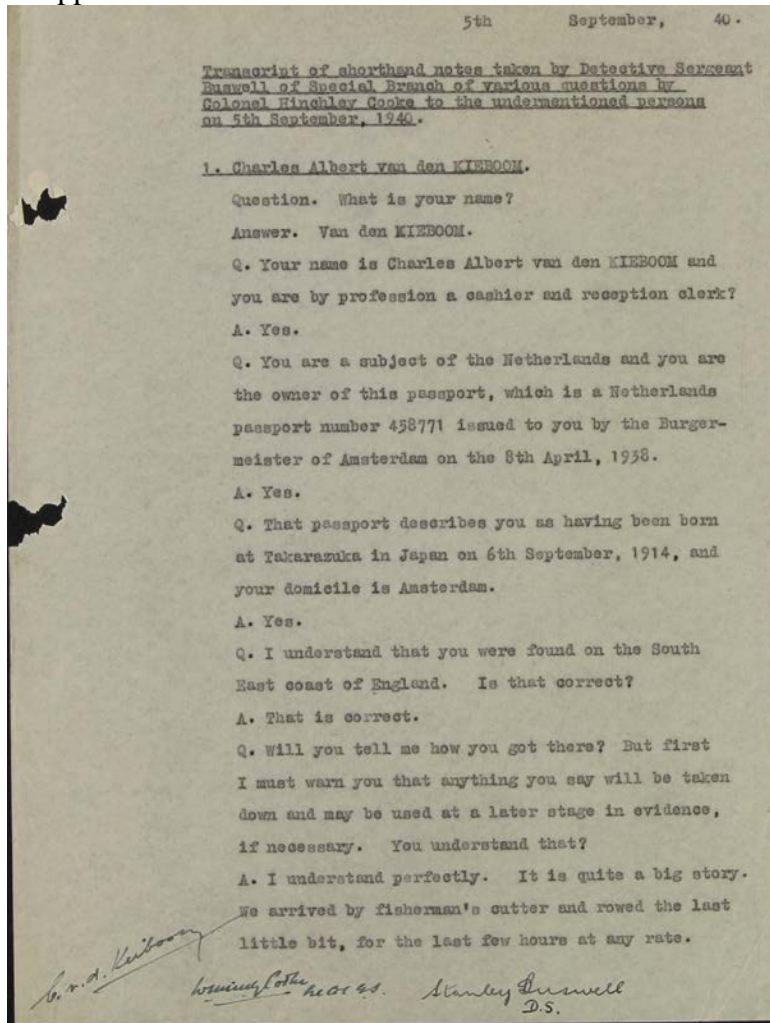 5th September, 40.
Transcript of shorthand notes taken by Detective Sergeant
Buswell of Special Branch of various questions by
Colonel Hinchley Cooke to the undermentioned persons
on 5th September, 1940.
1. Charles Albert van den KIEBOOM.
Question. What is your name?
Answer. Van den KIEBOOM.
Q. Your name is Charles Albert van den KIEBOOM and
you are by profession a cashier and reception clerk?
A. Yes.
Q. You are a subject of the Netherlands and you are
the owner of this passport, which is a Netherlands
passport number 458771 issued to you by the Burger-
meister of Amsterdam on the 8th April, 1938.
A. Yes.
Q. That passport describes you as having been born
at Takarazuka in Japan on 6th September, 1914, and
your domicile is Amsterdam.
A. Yes.
Q. I understand that you were found on the South
East coast of England. Is that correct?
A. That is correct.
Q. Will you tell me how you got there? But first
I must warn you that anything you say will be taken
down and may be used at a later stage in evidence,
if necessary. You understand that?
A. I understand perfectly. It is quite a big story.
We arrived by fisherman's cutter and rowed the last
little bit, for the last few hours at any rate.
C. v. d. Keiboom
Cooke
Stanley Buswell
D.S.